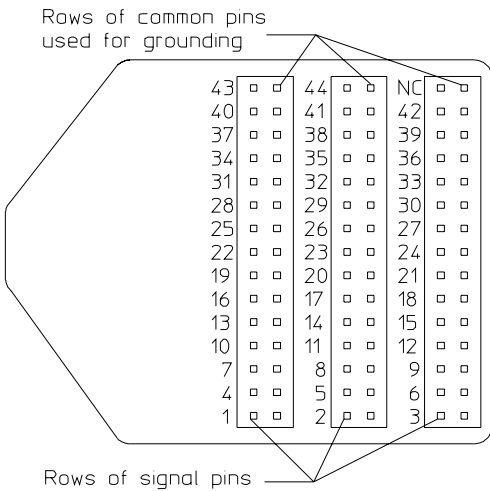 Rows of common pins
used for grounding
43 44 NC
40 41 42
37 38 39
34 35 36
31 32 33
28 29 30
25 26 27
22 23 24
19 20 21
16 17 18
13 14 15
10 11 12
7 8 9
4 5 6
1 2 3
Rows of signal pins